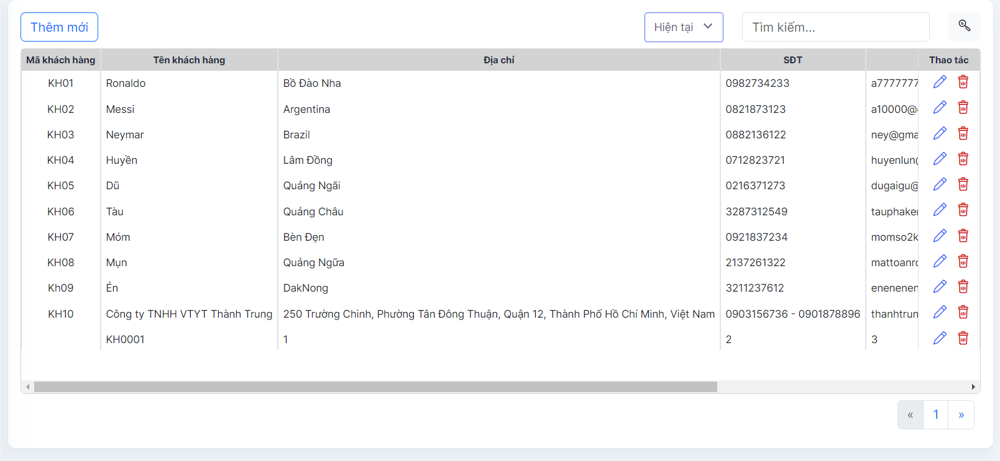 Thêm mới Hiện tại Tìm kiếm...
Mã khách hàng Tên khách hàng Địa chỉ SĐT Thao tác
KH01 Ronaldo Bồ Đào Nha 0982734233 a7777777
KH02 Messi Argentina 0821873123 a10000@
KH03 Neymar Brazil 0882136122 ney@gma
KH04 Huyền Lâm Đồng 0712823721 huyenlun@
KH05 Dũ Quảng Ngãi 0216371273 dugaigu@
KH06 Tàu Quảng Châu 3287312549 tauphake
KH07 Móm Bèn Đẹn 0921837234 momso2k
KH08 Mụn Quảng Ngữa 2137261322 mattoanr
Kh09 Én DakNong 3211237612 enenenen
KH10 Công ty TNHH VTYT Thành Trung 250 Trường Chinh, Phường Tân Đông Thuận, Quận 12, Thành Phố Hồ Chí Minh, Việt Nam 0903156736 - 0901878896 thanhtrun
KH0001 1 2 3
« 1 »